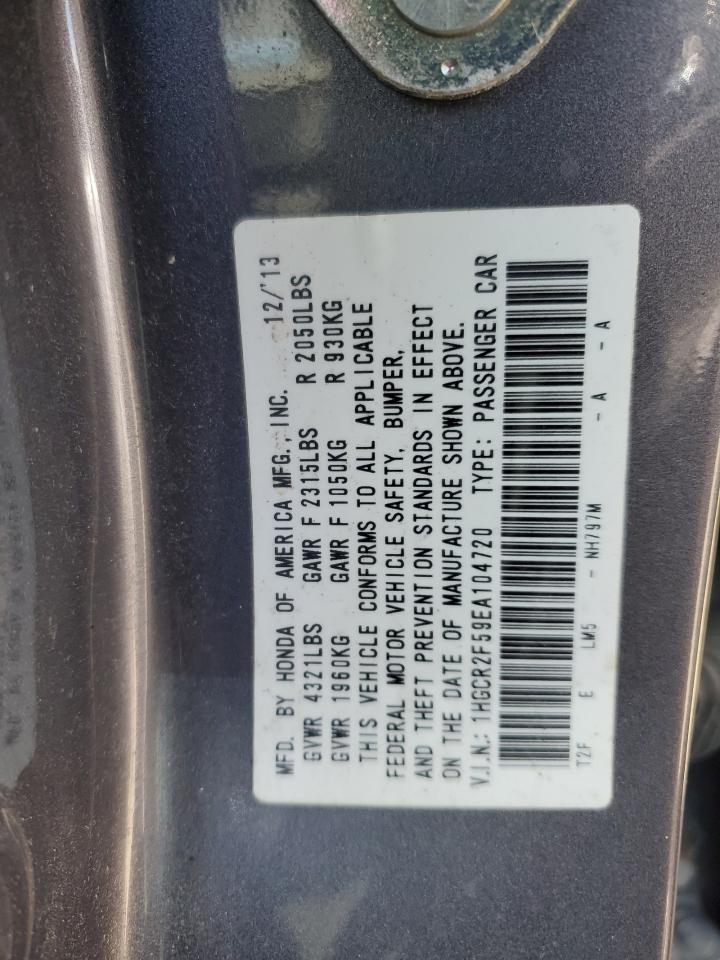 MFD. BY HONDA OF AMERICA MFG., INC. 12/'13
GVWR 4321LBS GAWR F 2315LBS R 2050LBS
GVWR 1960KG GAWR F 1050KG R 930KG
THIS VEHICLE CONFORMS TO ALL APPLICABLE
FEDERAL MOTOR VEHICLE SAFETY, BUMPER,
AND THEFT PREVENTION STANDARDS IN EFFECT
ON THE DATE OF MANUFACTURE SHOWN ABOVE.
V.I.N.: 1HGCR2F59EA104720 TYPE: PASSENGER CAR
T2F E LM5 - NH797M - A - A